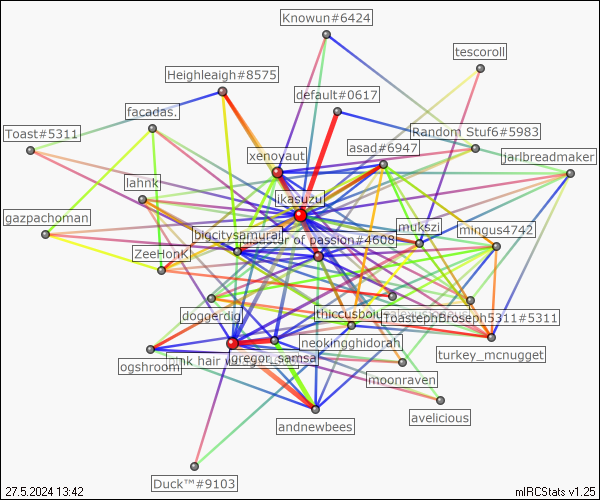 Knowun#6424
tescoroll
Heighleaigh#8575
default#0617
facadas.
Toast#5311
Random Stuf6#5983
asad#6947
xenovaut
jarlbreadmaker
lahnk
ikasuzu
gazpachoman
mukszi
mingus4742
bigcitysamurai
of passion#4608
ZeeHonK
doggerdig
thiccusboi
ToastephBroseph5311#5311
neokingghidorah
turkey_mcnugget
gregor_samsa
ogshroom
hair
moonraven
avelicious
andnewbees
Duck™#9103
27.5.2024 13:42
mIRCStats v1.25